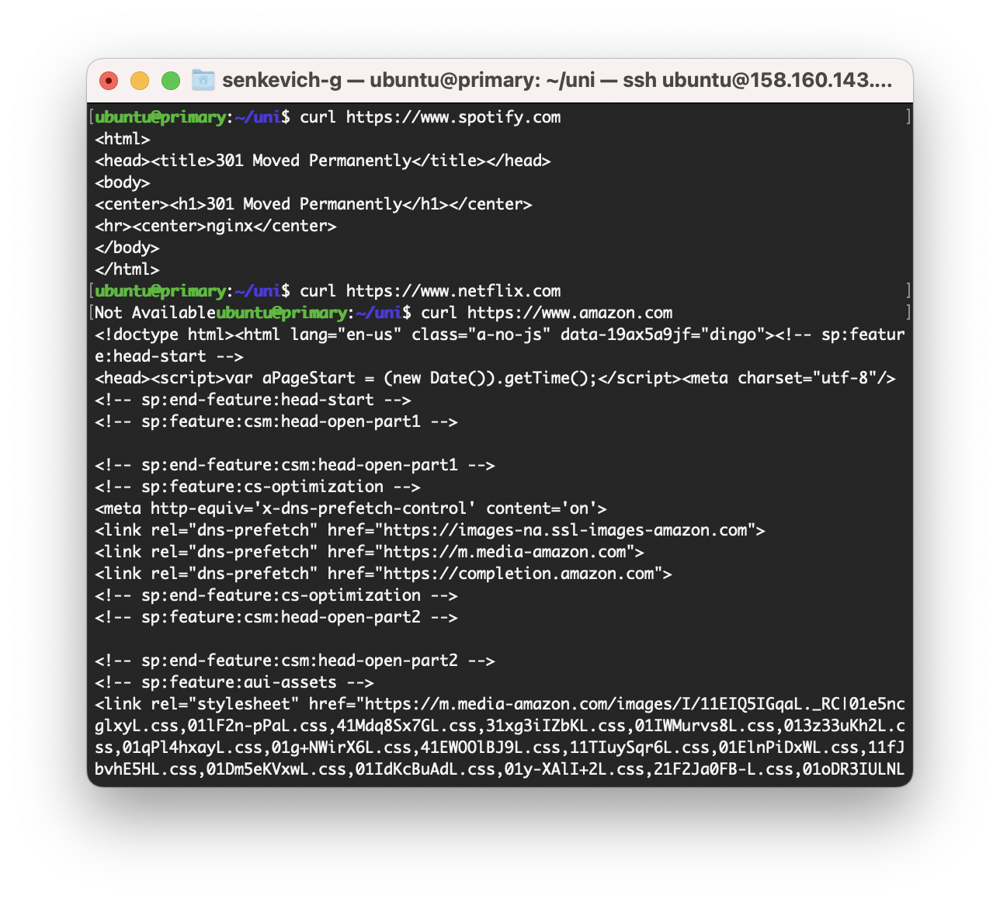 senkevich-g — ubuntu@primary: ~/uni — ssh ubuntu@158.160.143....
[ubuntu@primary:~/uni$ curl https://www.spotify.com ]
<html>
<head><title>301 Moved Permanently</title></head>
<body>
<center><h1>301 Moved Permanently</h1></center>
<hr><center>nginx</center>
</body>
</html>
[ubuntu@primary:~/uni$ curl https://www.netflix.com ]
[Not Availableubuntu@primary:~/uni$ curl https://www.amazon.com ]
<!doctype html><html lang="en-us" class="a-no-js" data-19ax5a9jf="dingo"><!-- sp:featur
e:head-start -->
<head><script>var aPageStart = (new Date()).getTime();</script><meta charset="utf-8"/>
<!-- sp:end-feature:head-start -->
<!-- sp:feature:csm:head-open-part1 -->
<!-- sp:end-feature:csm:head-open-part1 -->
<!-- sp:feature:cs-optimization -->
<meta http-equiv='x-dns-prefetch-control' content='on'>
<link rel="dns-prefetch" href="https://images-na.ssl-images-amazon.com">
<link rel="dns-prefetch" href="https://m.media-amazon.com">
<link rel="dns-prefetch" href="https://completion.amazon.com">
<!-- sp:end-feature:cs-optimization -->
<!-- sp:feature:csm:head-open-part2 -->
<!-- sp:end-feature:csm:head-open-part2 -->
<!-- sp:feature:aui-assets -->
<link rel="stylesheet" href="https://m.media-amazon.com/images/I/11EIQ5IGqaL._RC|01e5nc
glxyL.css,01lF2n-pPaL.css,41Mdq8Sx7GL.css,31xg3iIZbKL.css,01IWMurvs8L.css,013z33uKh2L.c
ss,01qPl4hxayL.css,01g+NWirX6L.css,41EWOOlBJ9L.css,11TIuySqr6L.css,01ElnPiDxWL.css,11fJ
bvhE5HL.css,01Dm5eKVxwL.css,01IdKcBuAdL.css,01y-XAlI+2L.css,21F2Ja0FB-L.css,01oDR3IULNL